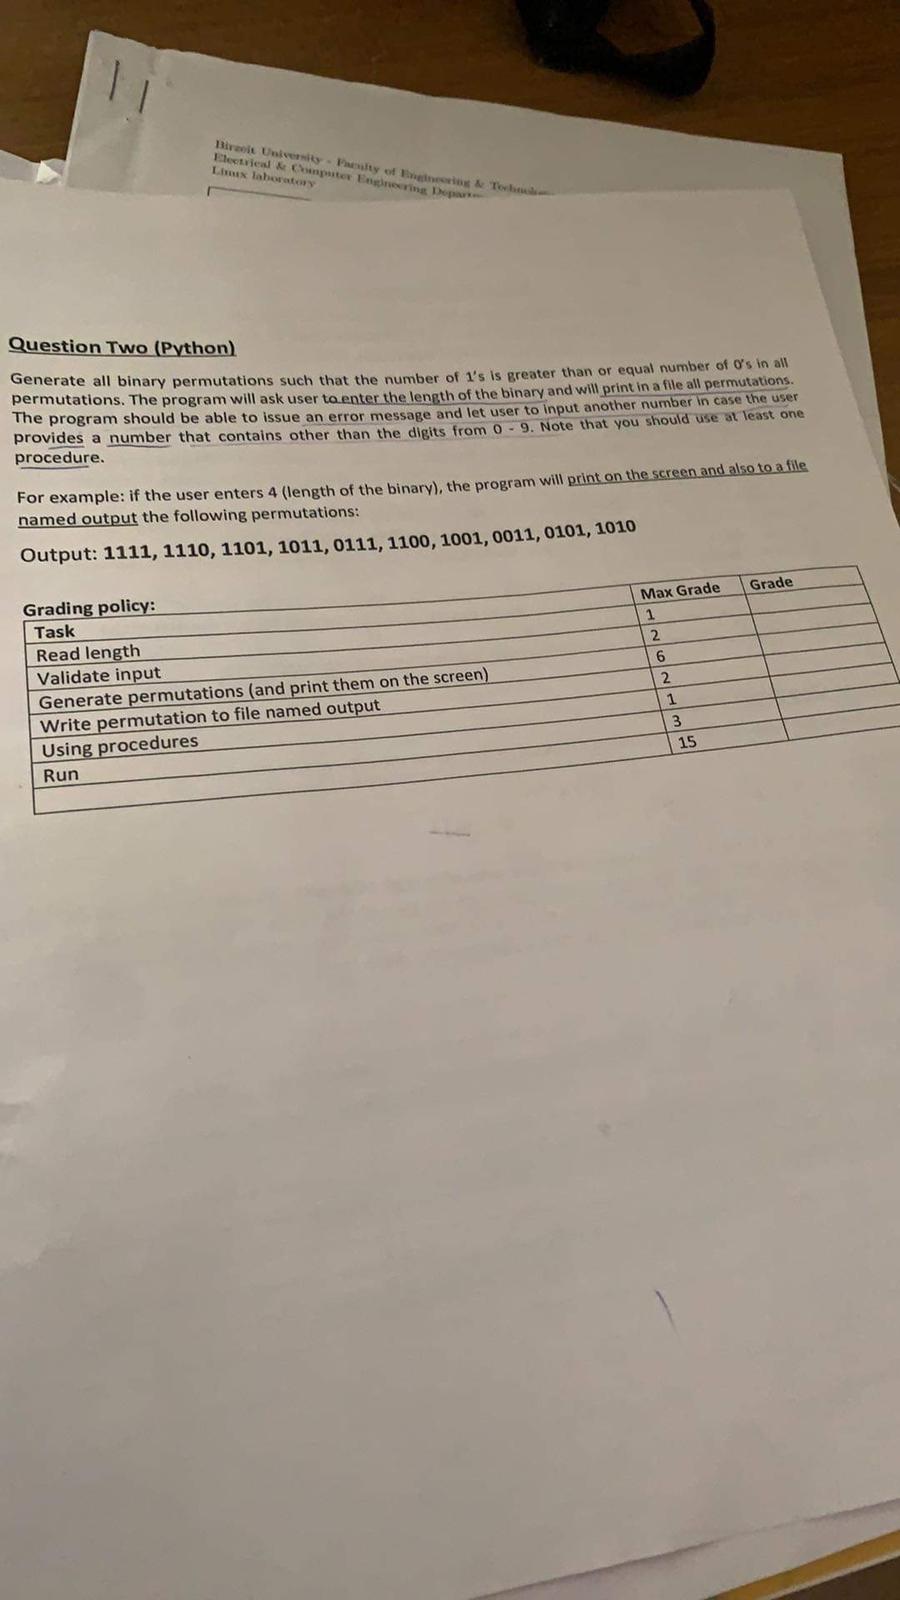 Birzeit University - Faculty of Engineering &
Electrical & Computer Engineering
Linux laboratory
Question Two (Python)
Generate all binary permutations such that the number of 1's is greater than or equal number of 0's in all
permutations. The program will ask user to enter the length of the binary and will print in a file all permutations.
The program should be able to issue an error message and let user to input another number in case the user
provides a number that contains other than the digits from 0 - 9. Note that you should use at least one
procedure.
For example: if the user enters 4 (length of the binary), the program will print on the screen and also to a file
named output the following permutations:
Output: 1111, 1110, 1101, 1011, 0111, 1100, 1001, 0011, 0101, 1010
Grading policy:
Task Max Grade Grade
Read length 1
Validate input 2
Generate permutations (and print them on the screen) 6
Write permutation to file named output 2
Using procedures 1
Run 3
15